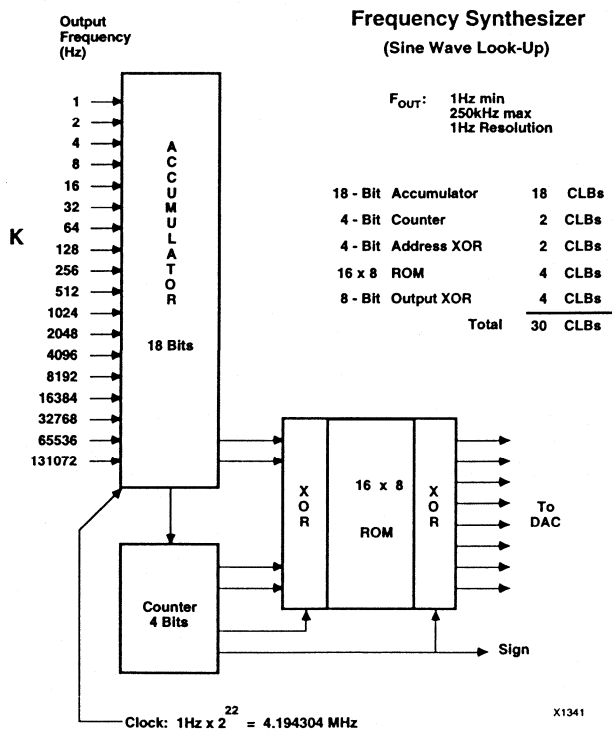 Frequency Synthesizer
(Sine Wave Look-Up)
Output
Frequency
(Hz)
FOUT: 1Hz min
250kHz max
1Hz Resolution
K
1
2
4
8
16
32
64
128
256
512
1024
2048
4096
8192
16384
32768
65536
131072
ACCUMULATOR
18 Bits
18 - Bit Accumulator 18 CLBs
4 - Bit Counter 2 CLBs
4 - Bit Address XOR 2 CLBs
16 x 8 ROM 4 CLBs
8 - Bit Output XOR 4 CLBs
Total 30 CLBs
XOR
16 x 8
ROM
XOR
To
DAC
Counter
4 Bits
Sign
Clock: 1Hz x 2^22 = 4.194304 MHz
X1341